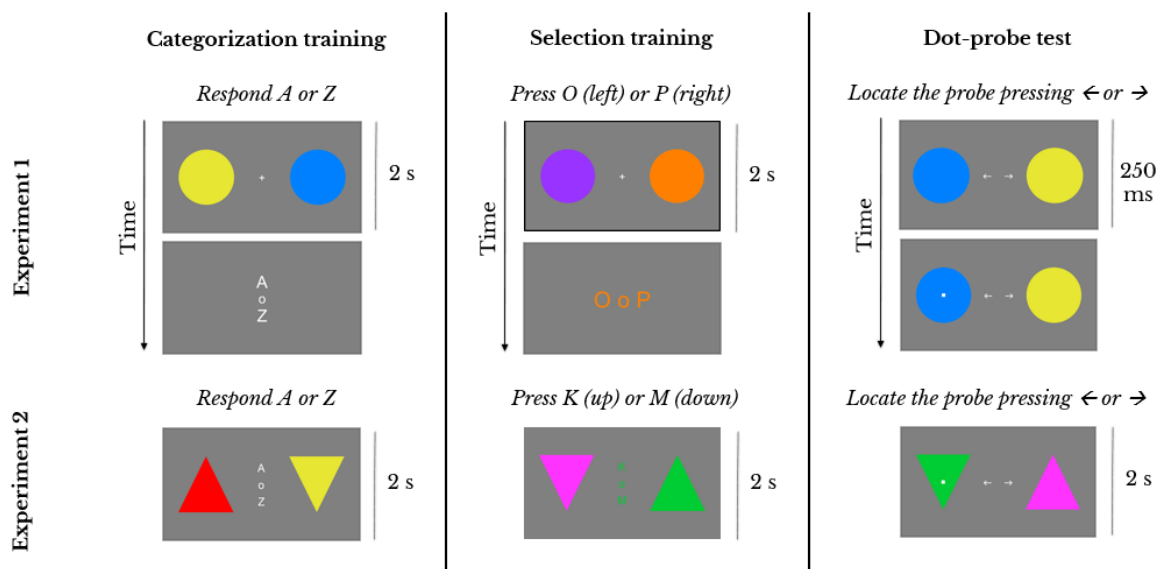 Categorization training
Selection training
Dot-probe test
Experiment 1
Respond A or Z
Time
2 s
A
o
Z
Press O (left) or P (right)
Time
2 s
O o P
Locate the probe pressing ← or →
Time
← →
250
ms
← →
Experiment 2
Respond A or Z
A
o
Z
2 s
Press K (up) or M (down)
K
o
M
2 s
Locate the probe pressing ← or →
← →
2 s